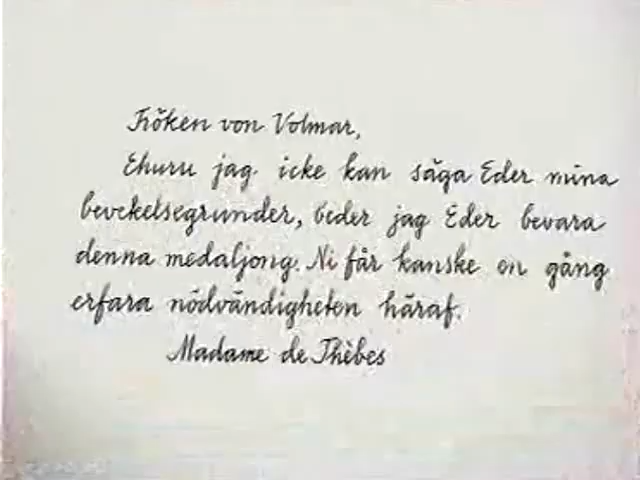 Fröken von Volmar,
Ehuru jag icke kan säga Eder mina
bevekelsegrunder, beder jag Eder bevara
denna medaljong. Ni får kanske en gång
erfara nödvändigheten häraf.
Madame de Thèbes